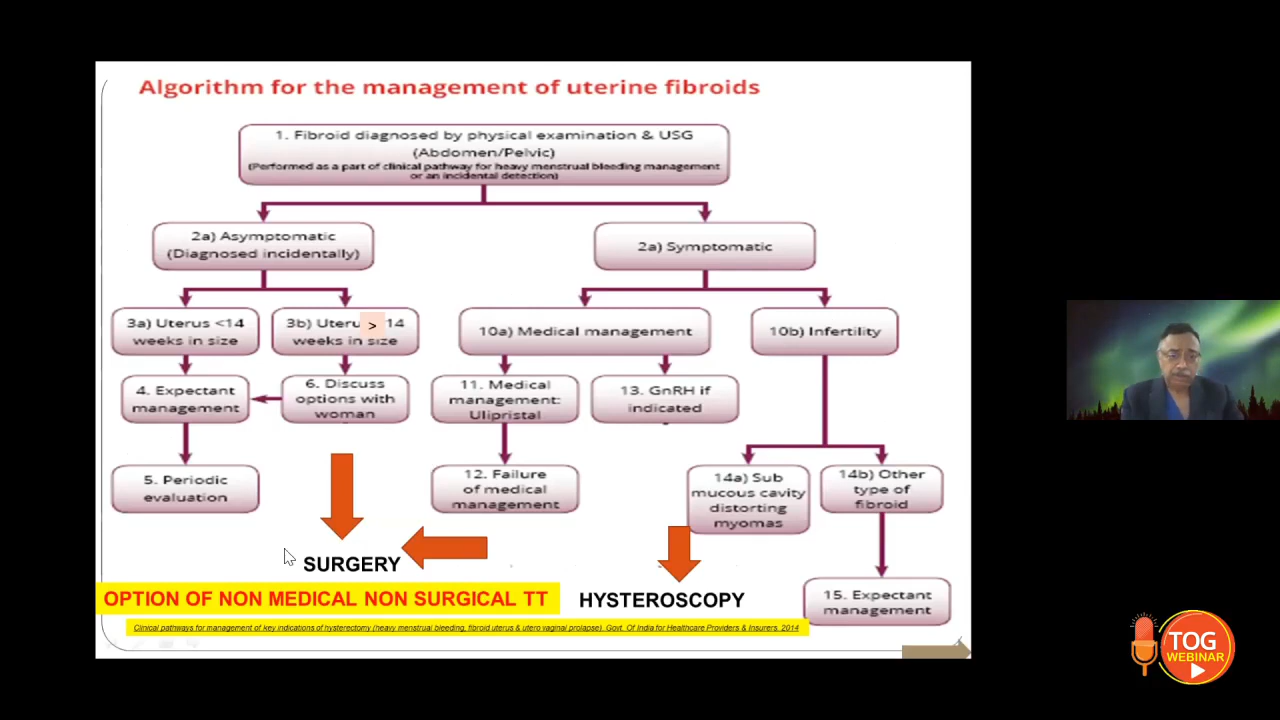 Algorithm for the management of uterine fibroids
1. Fibroid diagnosed by physical examination & USG
(Abdomen/Pelvic)
(Performed as a part of clinical pathway for heavy menstrual bleeding management
or an incidental detection)
2a) Asymptomatic
(Diagnosed incidentally)
2a) Symptomatic
3a) Uterus <14
weeks in size
3b) Uteru > 14
weeks in size
10a) Medical management
10b) Infertility
4. Expectant
management
6. Discuss
options with
woman
11. Medical
management:
Ulipristal
13. GnRH if
indicated
5. Periodic
evaluation
12. Failure
of medical
management
14a) Sub
mucous cavity
distorting
myomas
14b) Other
type of
fibroid
SURGERY
OPTION OF NON MEDICAL NON SURGICAL TT
HYSTEROSCOPY
15. Expectant
management
Clinical pathways for management of key indications of hysterectomy (heavy menstrual bleeding, fibroid uterus & utero vaginal prolapse). Govt. Of India for Healthcare Providers & Insurers. 2014
TOG
WEBINAR